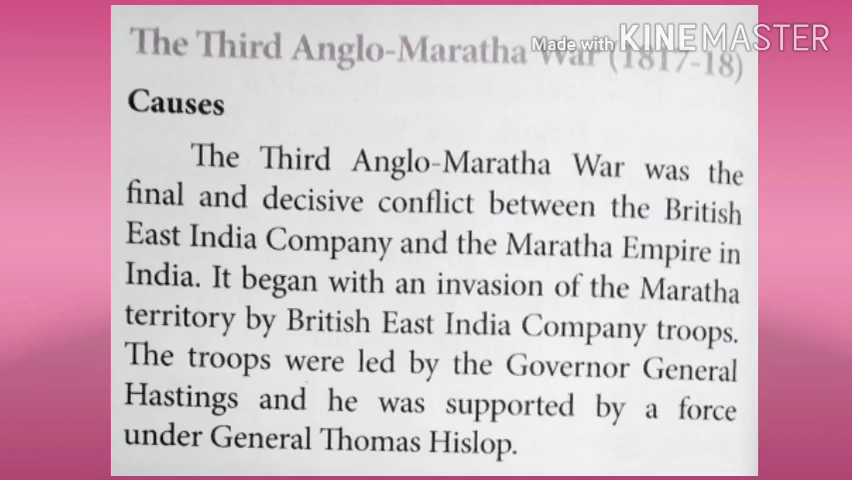 The Third Anglo-Maratha War (1817-18)
Made with KINEMASTER
Causes
The Third Anglo-Maratha War was the
final and decisive conflict between the British
East India Company and the Maratha Empire in
India. It began with an invasion of the Maratha
territory by British East India Company troops.
The troops were led by the Governor General
Hastings and he was supported by a force
under General Thomas Hislop.